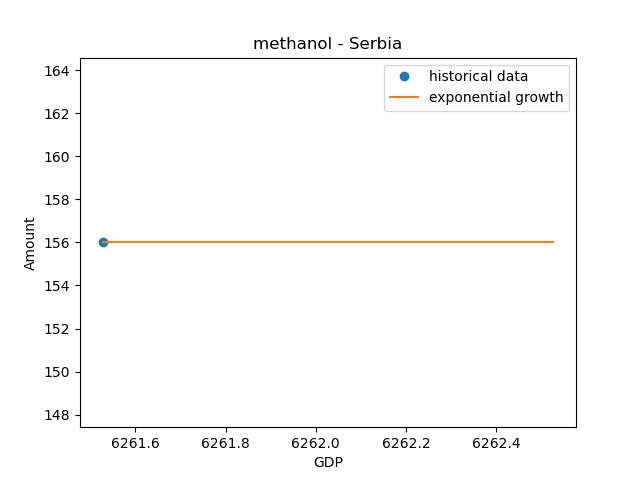 methanol - Serbia
historical data
exponential growth
164
162
160
158
156
154
152
150
148
Amount
6261.6 6261.8 6262.0 6262.2 6262.4
GDP